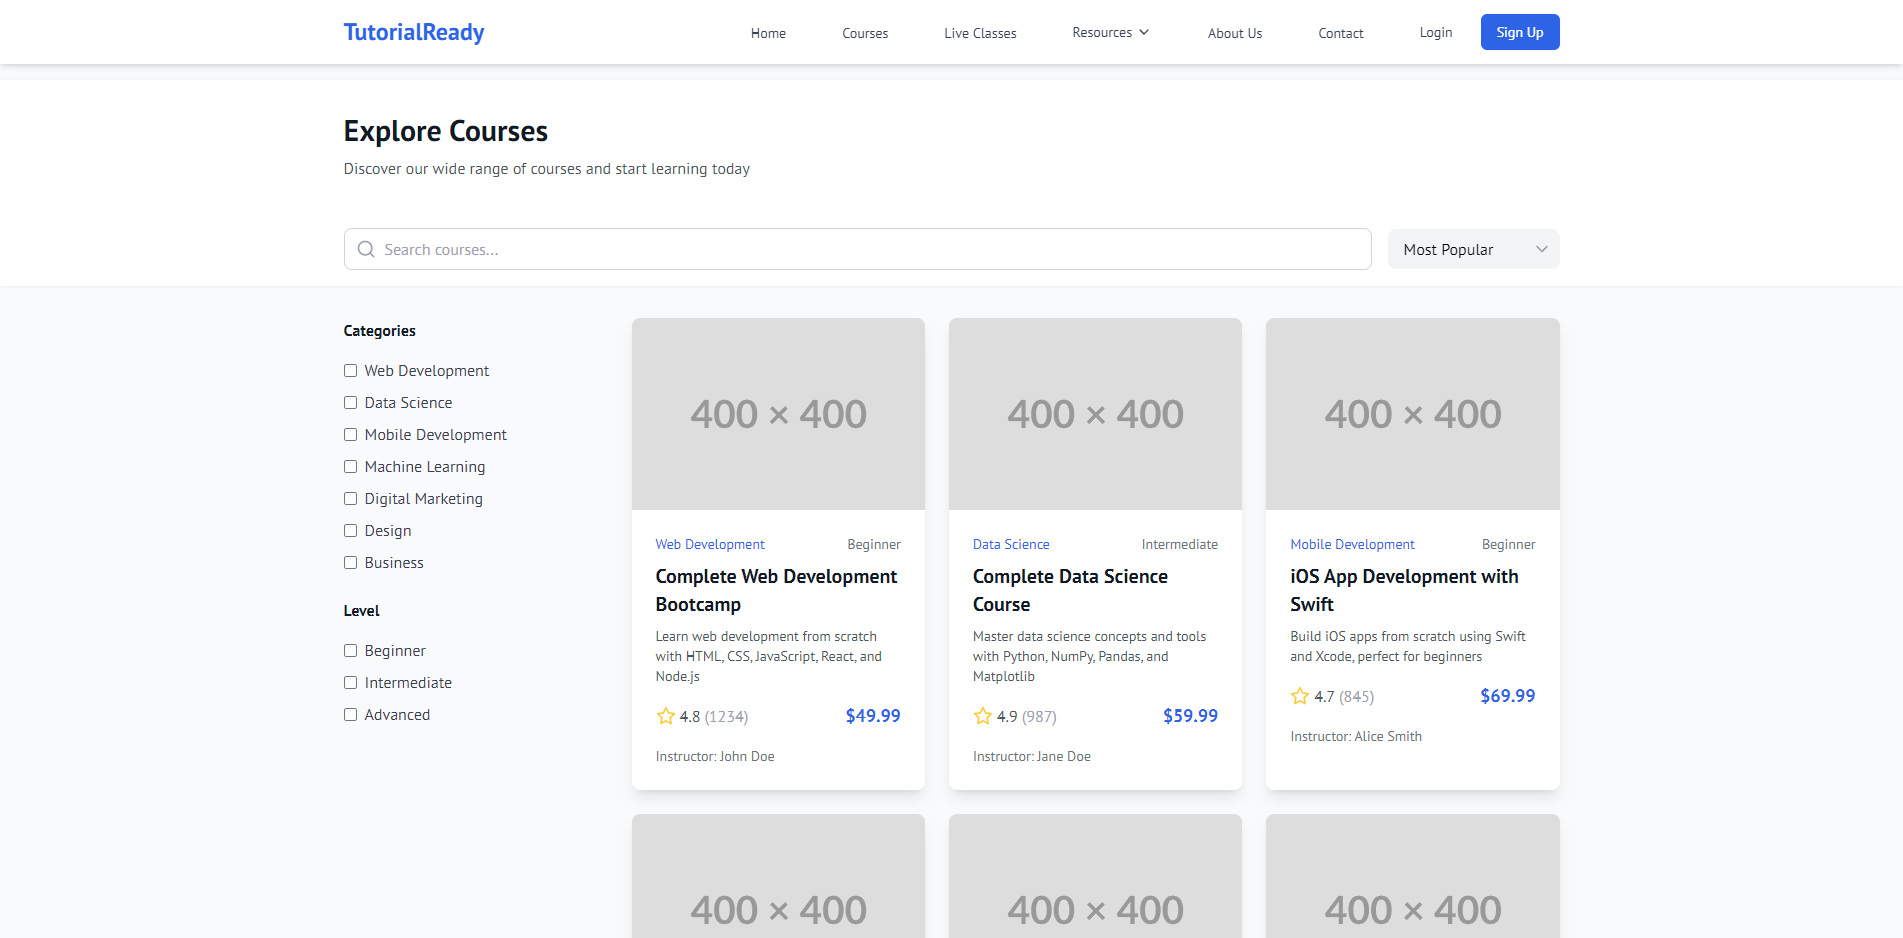 TutorialReady
Home Courses Live Classes Resources About Us Contact Login Sign Up
Explore Courses
Discover our wide range of courses and start learning today
Search courses...
Most Popular
Categories
Web Development
Data Science
Mobile Development
Machine Learning
Digital Marketing
Design
Business
Level
Beginner
Intermediate
Advanced
400 × 400
Web Development Beginner
Complete Web Development
Bootcamp
Learn web development from scratch
with HTML, CSS, JavaScript, React, and
Node.js
4.8 (1234) $49.99
Instructor: John Doe
400 × 400
Data Science Intermediate
Complete Data Science
Course
Master data science concepts and tools
with Python, NumPy, Pandas, and
Matplotlib
4.9 (987) $59.99
Instructor: Jane Doe
400 × 400
Mobile Development Beginner
iOS App Development with
Swift
Build iOS apps from scratch using Swift
and Xcode, perfect for beginners
4.7 (845) $69.99
Instructor: Alice Smith
400 × 400
400 × 400
400 × 400